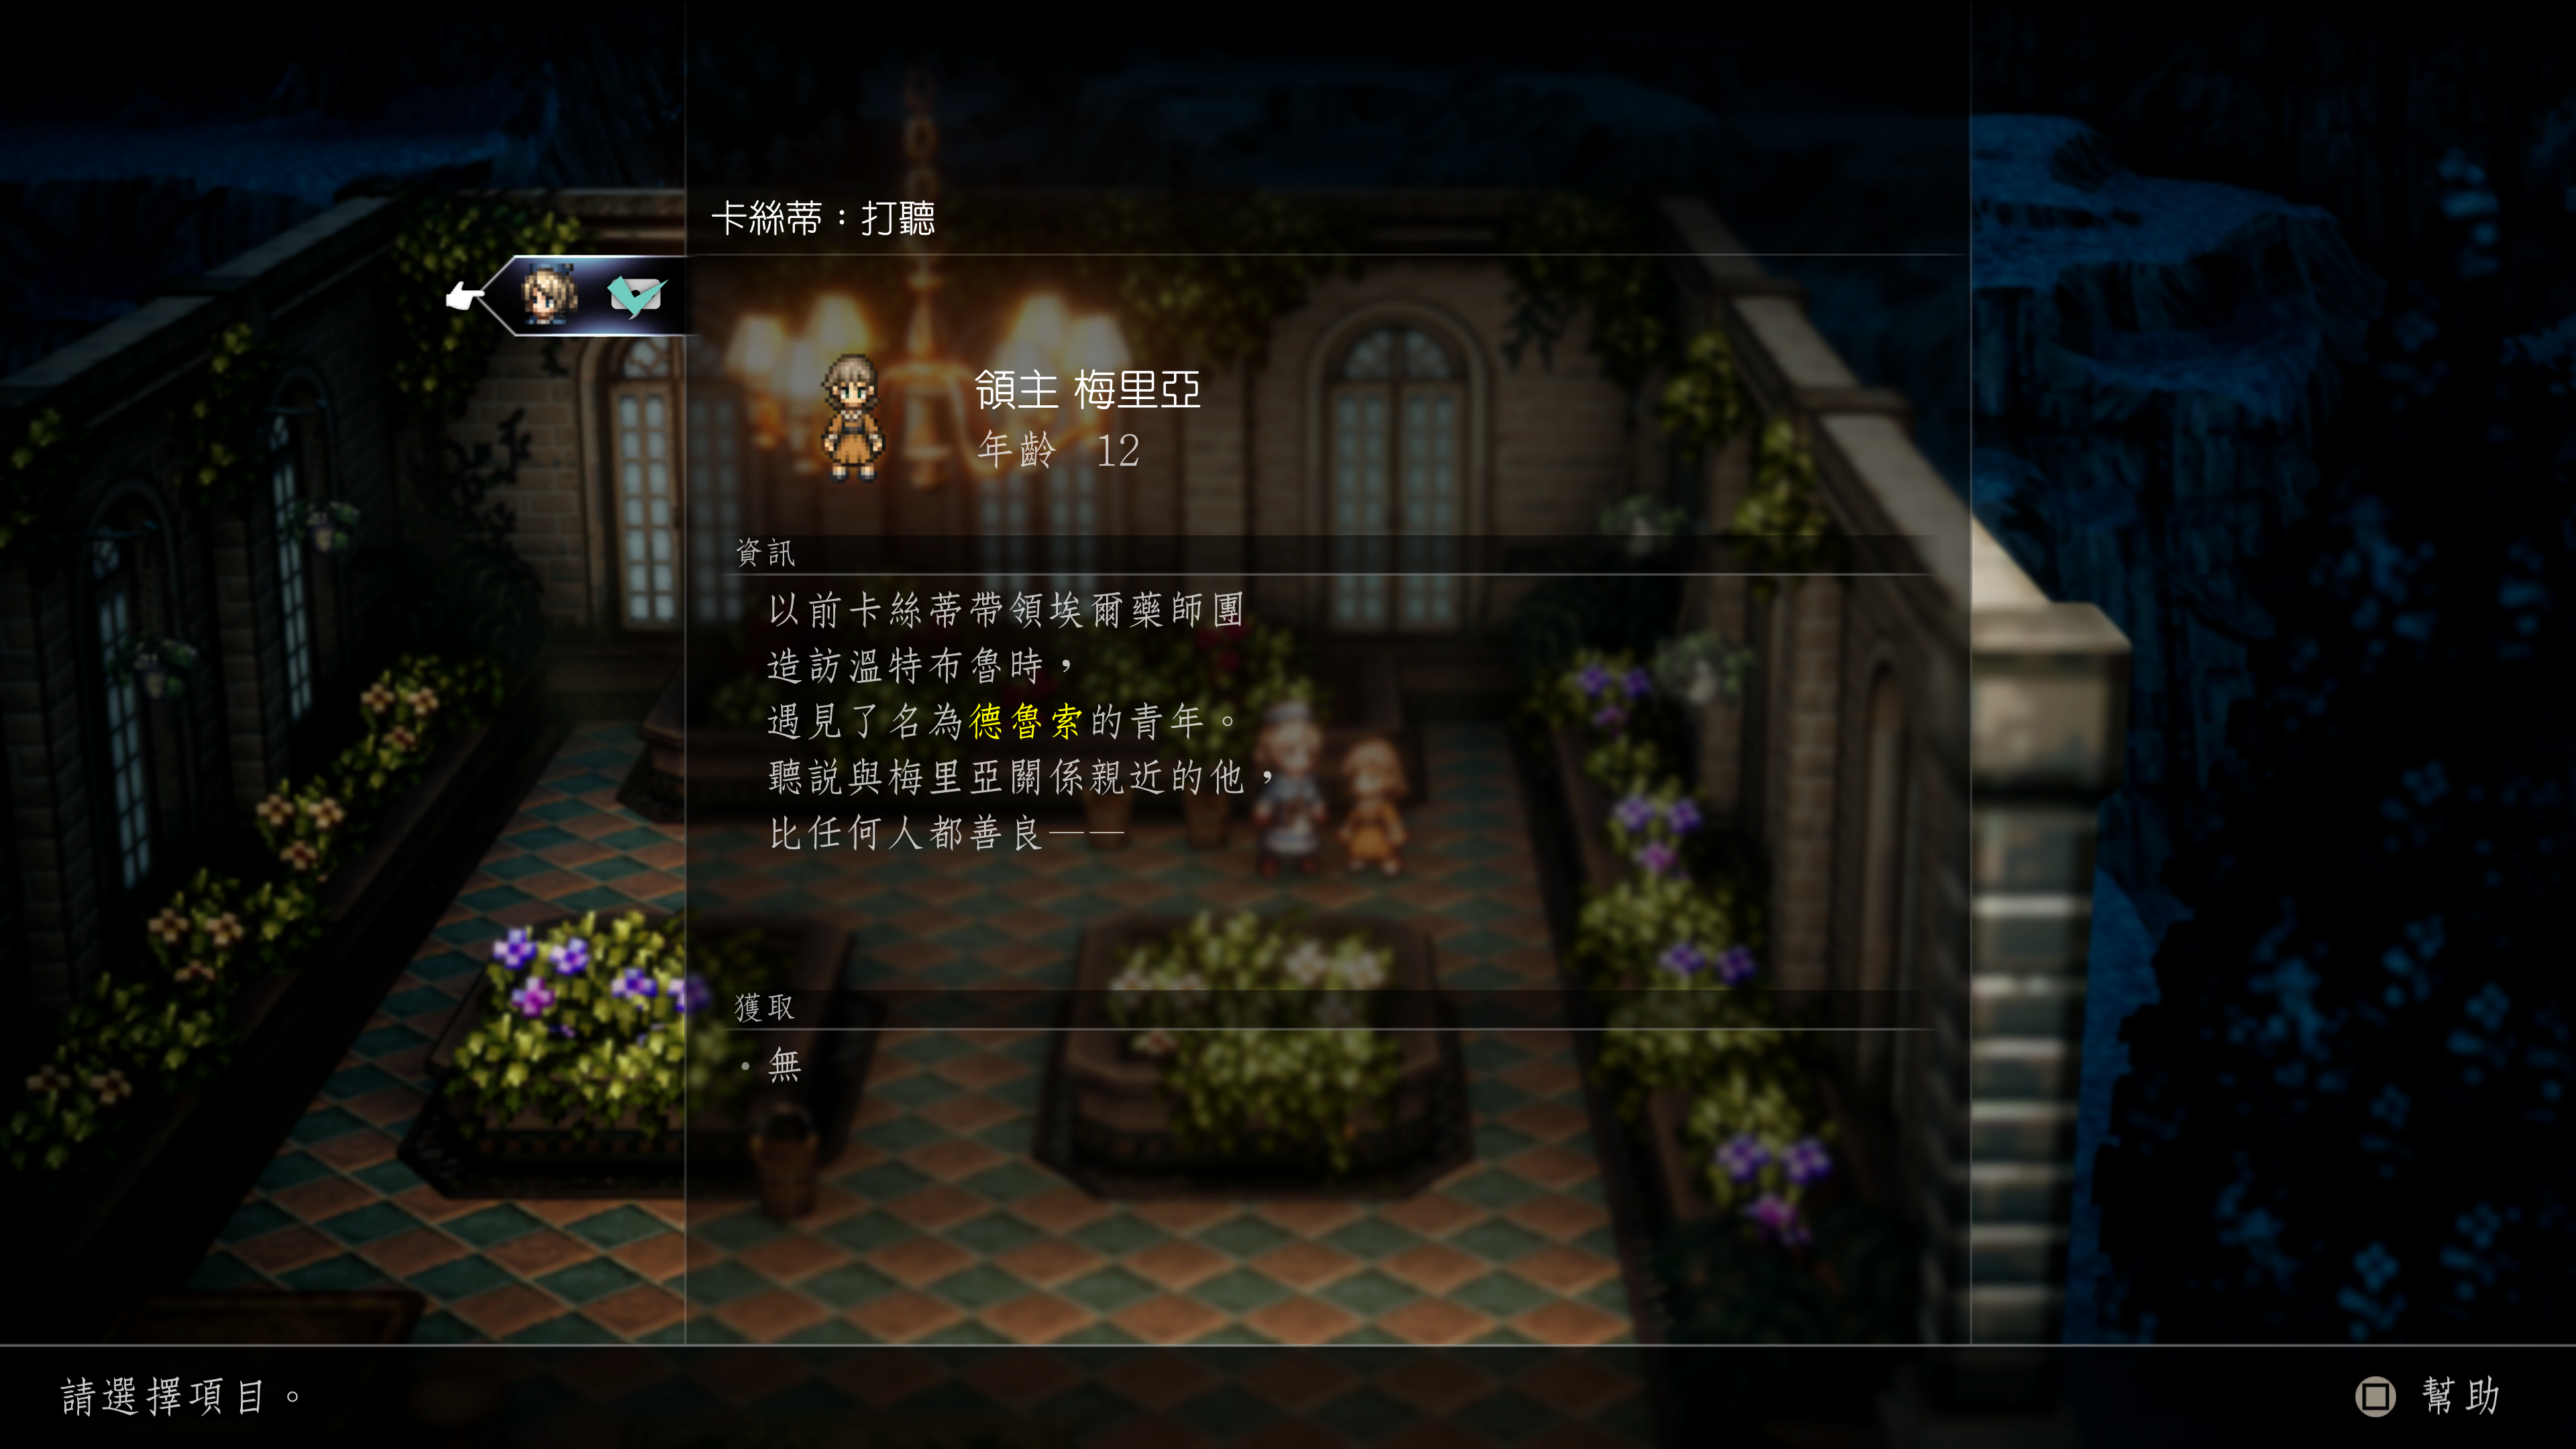 卡絲蒂：打聽
領主 梅里亞
年齡 12
資訊
以前卡絲蒂帶領埃爾藥師團
造訪溫特布魯時，
遇見了名為德魯索的青年。
聽說與梅里亞關係親近的他，
比任何人都善良——
獲取
・無
請選擇項目。
幫助